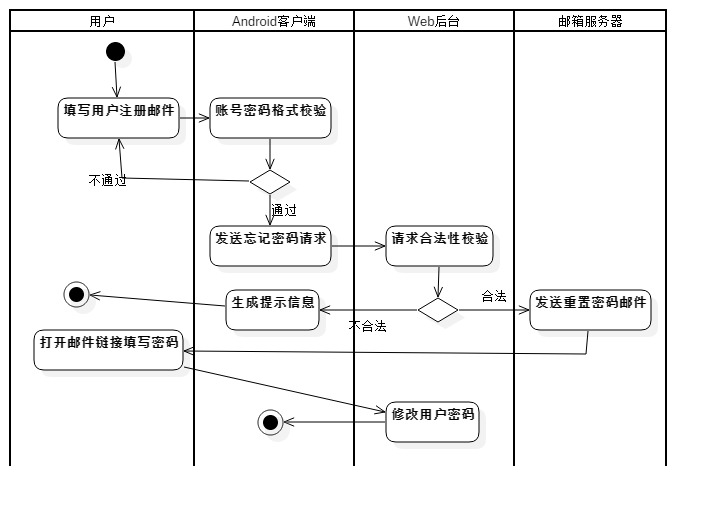 用户
Android客户端
Web后台
邮箱服务器
填写用户注册邮件
账号密码格式校验
不通过
通过
发送忘记密码请求
请求合法性校验
生成提示信息
不合法
合法
发送重置密码邮件
打开邮件链接填写密码
修改用户密码